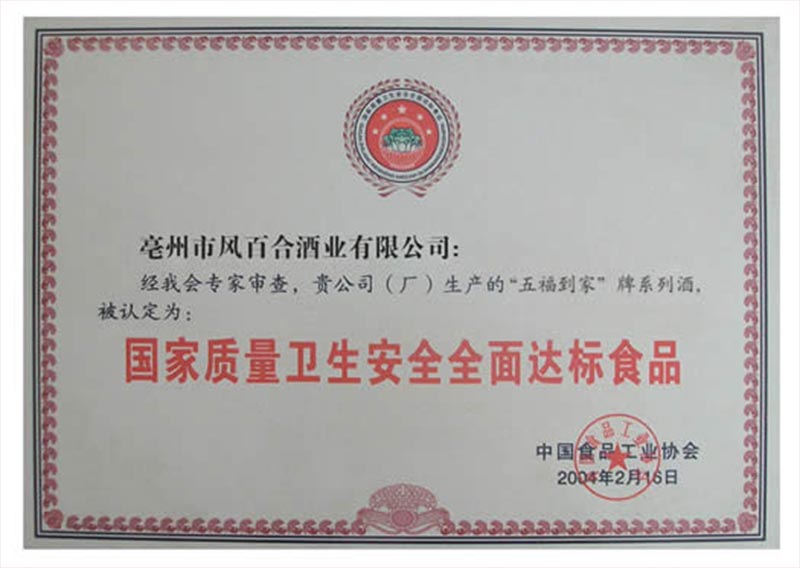 亳州市风百合酒业有限公司:
经我会专家审查，贵公司（厂）生产的“五福到家”牌系列酒，
被认定为：
国家质量卫生安全全面达标食品
中国食品工业协会
2004年2月16日